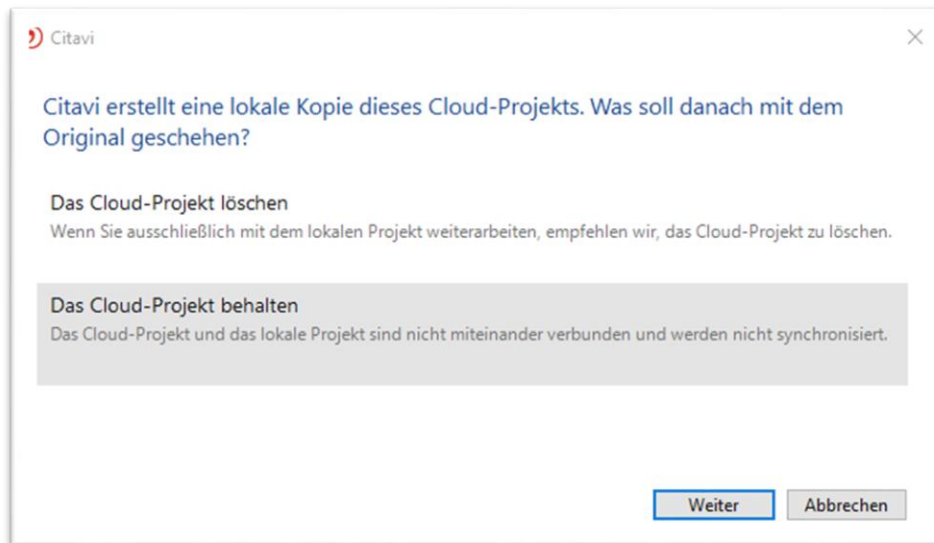 Citavi
Citavi erstellt eine lokale Kopie dieses Cloud-Projekts. Was soll danach mit dem
Original geschehen?
Das Cloud-Projekt löschen
Wenn Sie ausschließlich mit dem lokalen Projekt weiterarbeiten, empfehlen wir, das Cloud-Projekt zu löschen.
Das Cloud-Projekt behalten
Das Cloud-Projekt und das lokale Projekt sind nicht miteinander verbunden und werden nicht synchronisiert.
Weiter Abbrechen